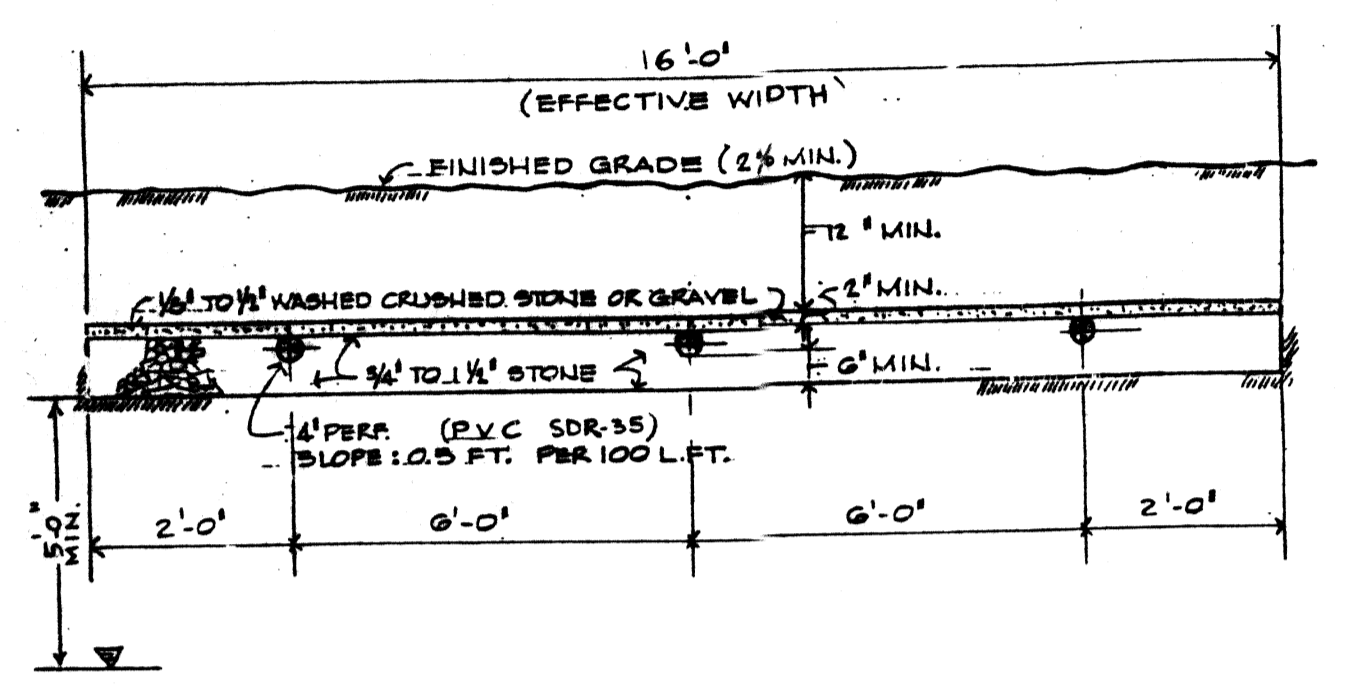 16'-0"
(EFFECTIVE WIDTH)
FINISHED GRADE (2% MIN.)
12" MIN.
1/8" TO 1/2" WASHED CRUSHED STONE OR GRAVEL
2" MIN.
3/4" TO 1 1/2" STONE
6" MIN.
4" PERF. (PVC SDR-35)
SLOPE: 0.5 FT. PER 100 L.FT.
5'-0" MIN.
2'-0"
6'-0"
6'-0"
2'-0"